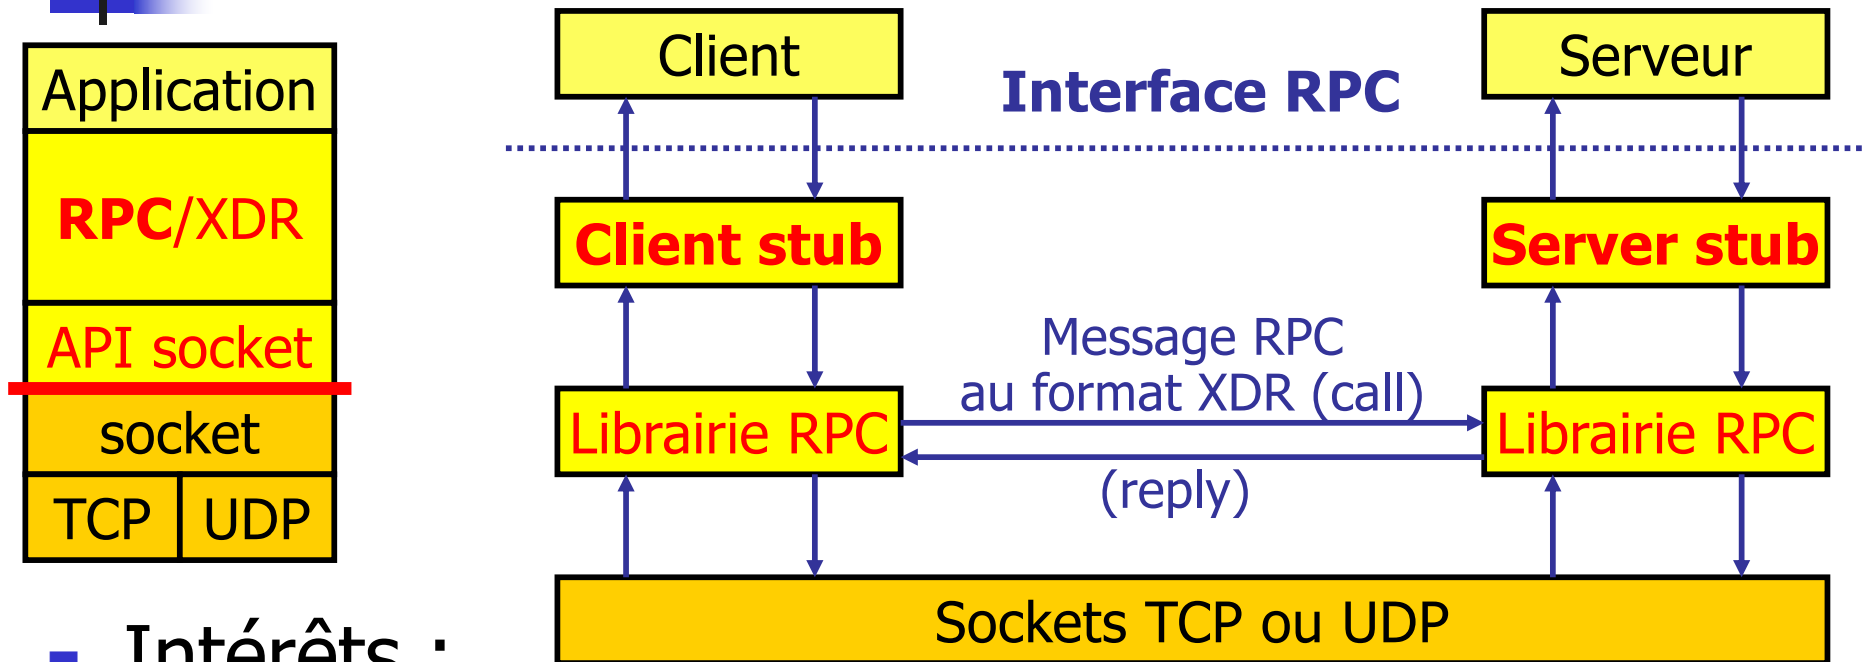 Application
RPC/XDR
API socket
socket
TCP UDP
Client
Serveur
Interface RPC
Client stub
Server stub
Message RPC
au format XDR (call)
Librairie RPC
Librairie RPC
(reply)
Sockets TCP ou UDP
Intérêts :